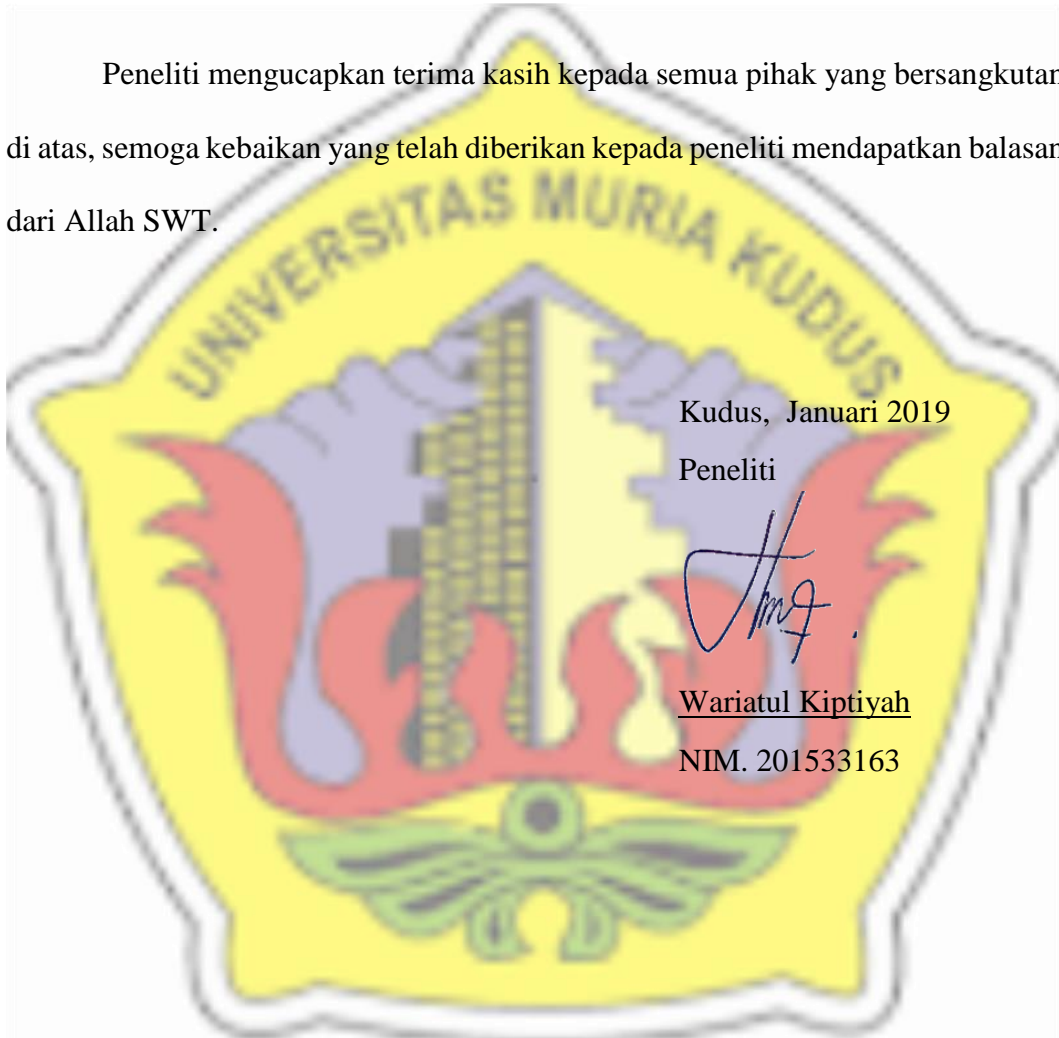 Peneliti mengucapkan terima kasih kepada semua pihak yang bersangkutan
di atas, semoga kebaikan yang telah diberikan kepada peneliti mendapatkan balasan
dari Allah SWT.
UNIVERSITAS MURIA KUDUS
Kudus, Januari 2019
Peneliti
Wariatul Kiptiyah
NIM. 201533163